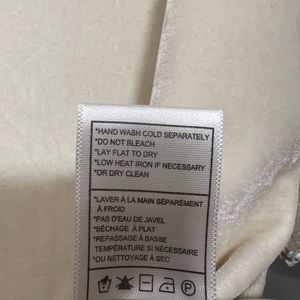 *HAND WASH COLD SEPARATELY
*DO NOT BLEACH
*LAY FLAT TO DRY
*LOW HEAT IRON IF NECESSARY
*OR DRY CLEAN
*LAVER À LA MAIN SÉPARÉMENT
À FROID
*PAS D'EAU DE JAVEL
*SÉCHAGE À PLAT
*REPASSAGE À BASSE
TEMPÉRATURE SI NÉCESSAIRE
*OU NETTOYAGE À SEC
P